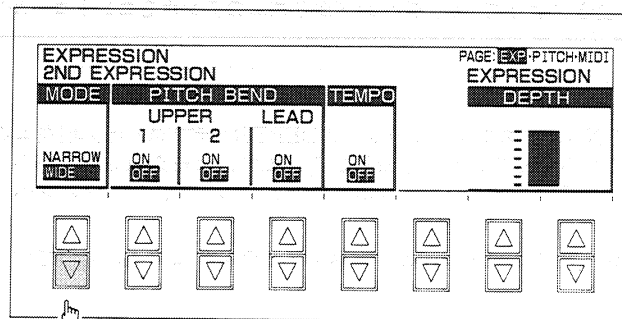 EXPRESSION
PAGE: EXP·PITCH·MIDI
2ND EXPRESSION
EXPRESSION
MODE PITCH BEND TEMPO DEPTH
UPPER LEAD
1 2
NARROW ON ON ON ON
WIDE OFF OFF OFF OFF